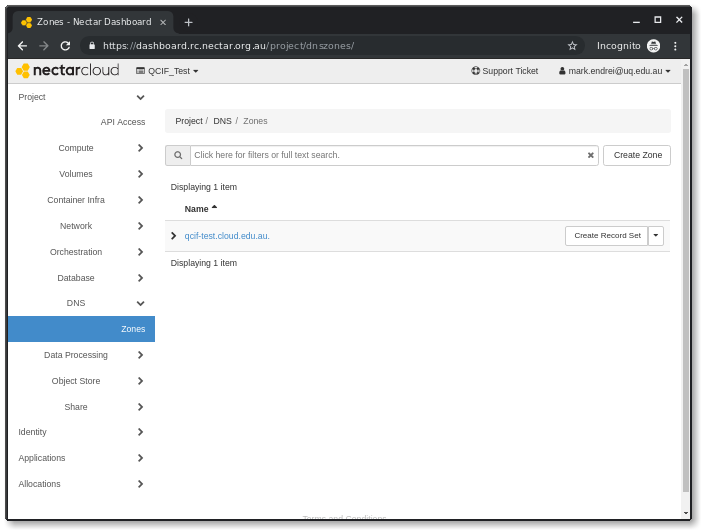 Zones - Nectar Dashboard
https://dashboard.rc.nectar.org.au/project/dnszones/
Incognito
nectarcloud
QCIF_Test
Support Ticket
mark.endrei@uq.edu.au
Project
API Access
Compute
Volumes
Container Infra
Network
Orchestration
Database
DNS
Zones
Data Processing
Object Store
Share
Identity
Applications
Allocations
Project / DNS / Zones
Click here for filters or full text search.
Create Zone
Displaying 1 item
Name
qcif-test.cloud.edu.au.
Create Record Set
Displaying 1 item
Terms and Conditions